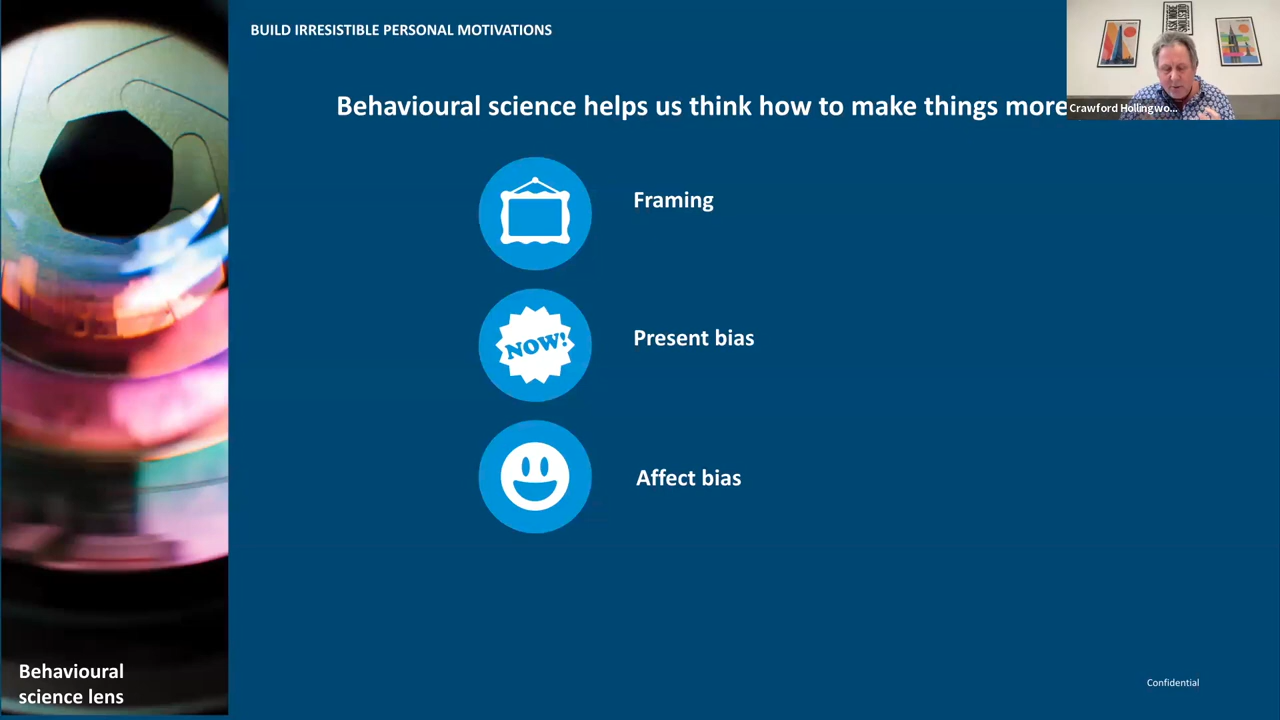 BUILD IRRESISTIBLE PERSONAL MOTIVATIONS
Behavioural science helps us think how to make things more
Crawford Hollingwo...
Framing
NOW!
Present bias
Affect bias
Behavioural
science lens
Confidential